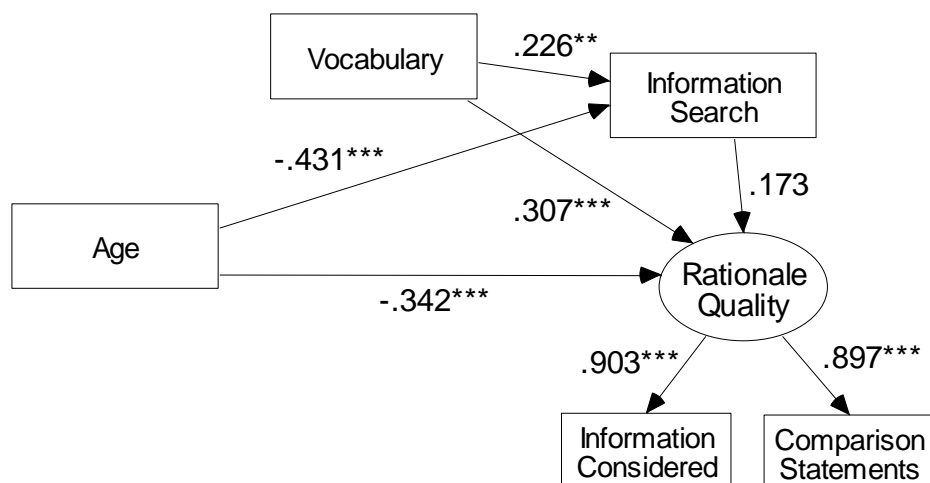 Vocabulary
.226**
Information
Search
-.431***
.173
.307***
Age
Rationale
Quality
-.342***
.903***
.897***
Information
Considered
Comparison
Statements